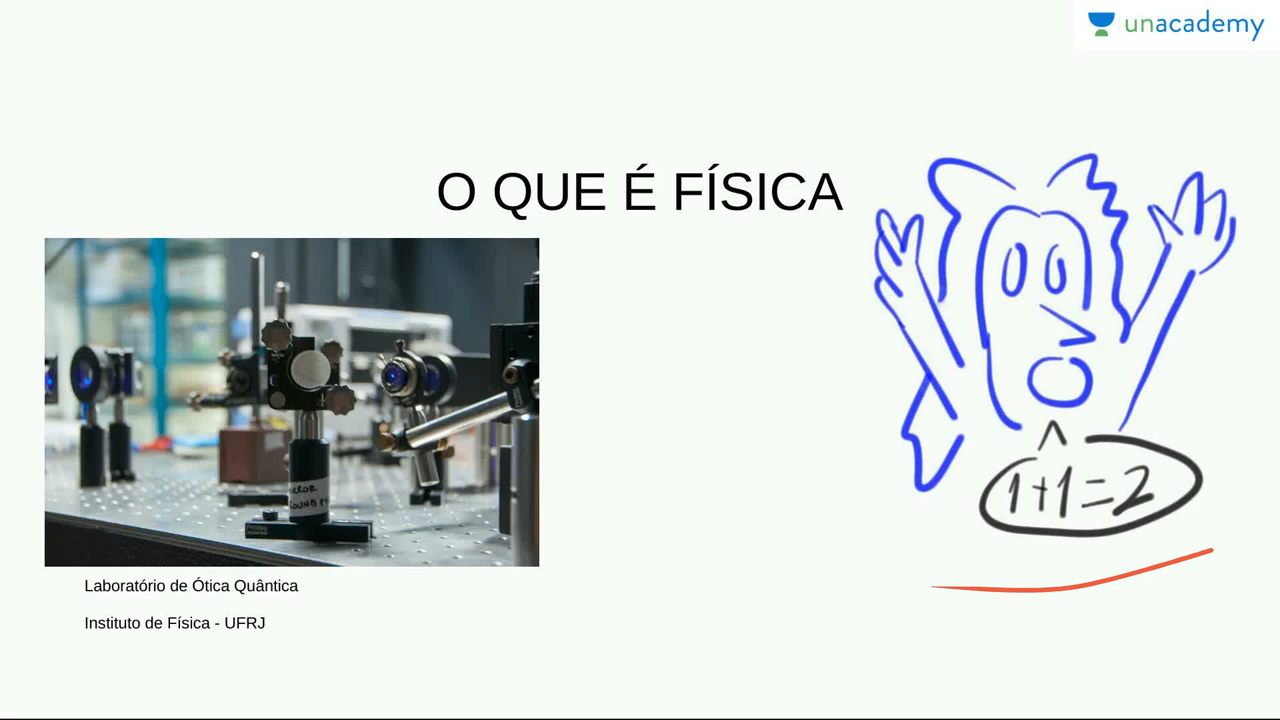 unacademy
O QUE É FÍSICA
1+1=2
Laboratório de Ótica Quântica
Instituto de Física - UFRJ